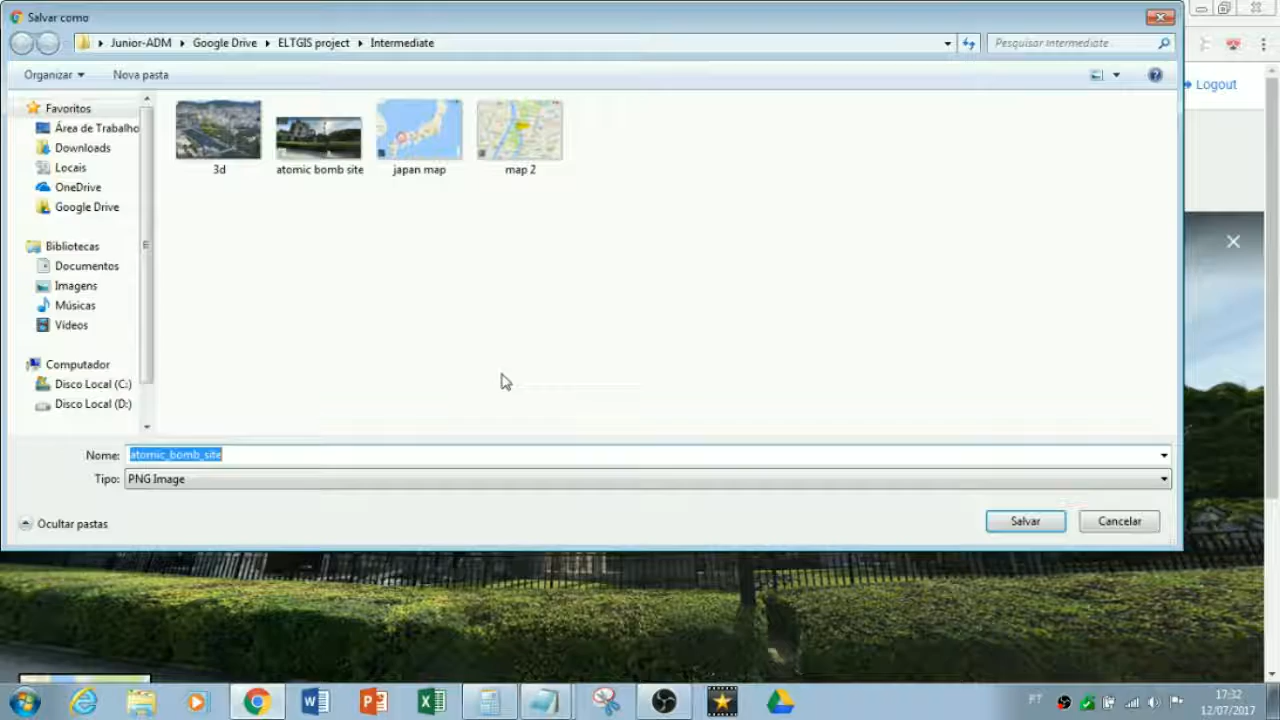 Salvar como
Junior-ADM Google Drive ELTGIS project Intermediate
Pesquisar Intermediate
Organizar Nova pasta
Logout
Favoritos
Área de Trabalho
Downloads
Locais
OneDrive
Google Drive
Bibliotecas
Documentos
Imagens
Músicas
Vídeos
Computador
Disco Local (C:)
Disco Local (D:)
3d
atomic bomb site
japan map
map 2
Nome: atomic_bomb_site
Tipo: PNG Image
Ocultar pastas
Salvar Cancelar
PT
17:32
12/07/2017